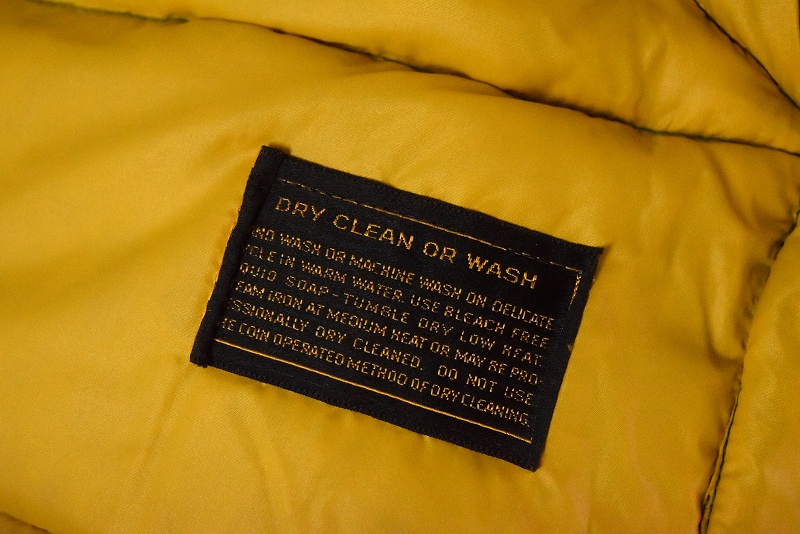 DRY CLEAN OR WASH
ND WASH OR MACHINE WASH ON DELICATE
CLE IN WARM WATER. USE BLEACH FREE
QUID SOAP-TUMBLE DRY LOW HEAT.
EAM IRON AT MEDIUM HEAT OR MAY BE PRO-
SSIONALLY DRY CLEANED. DO NOT USE
HE COIN OPERATED METHOD OF DRY CLEANING.